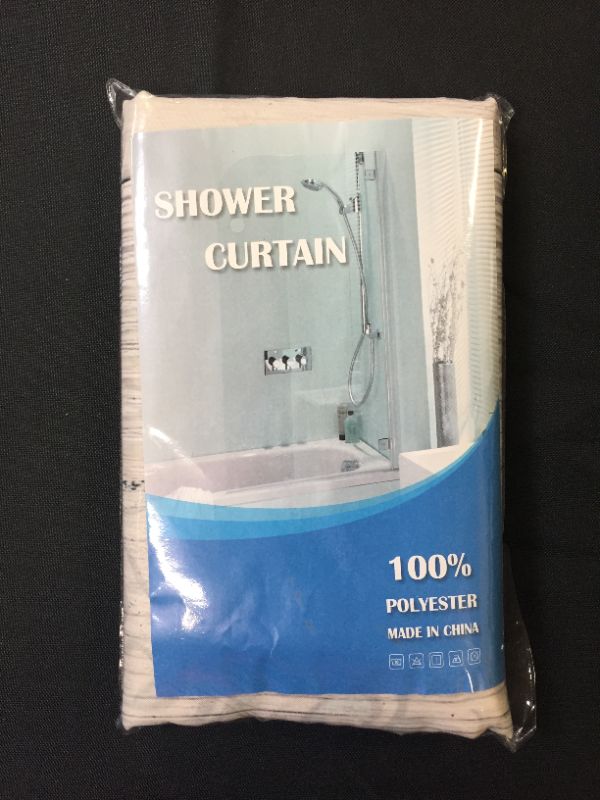 SHOWER
CURTAIN
100%
POLYESTER
MADE IN CHINA